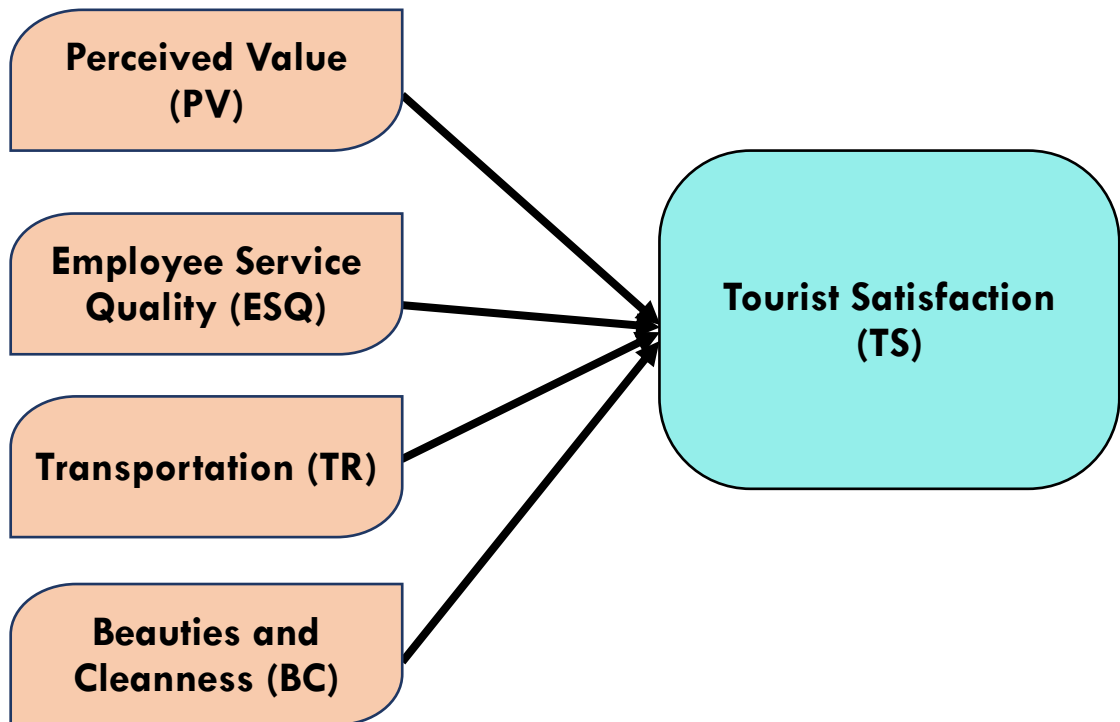 Perceived Value
(PV)
Employee Service
Quality (ESQ)
Transportation (TR)
Beauties and
Cleanness (BC)
Tourist Satisfaction
(TS)